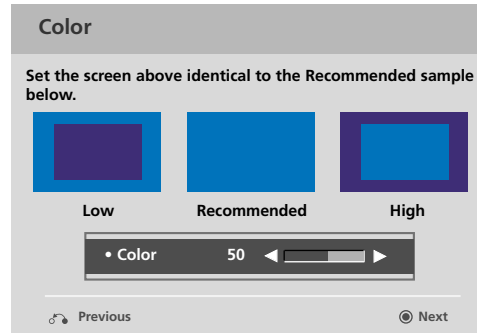 Color
Set the screen above identical to the Recommended sample
below.
Low Recommended High
• Color 50
Previous Next